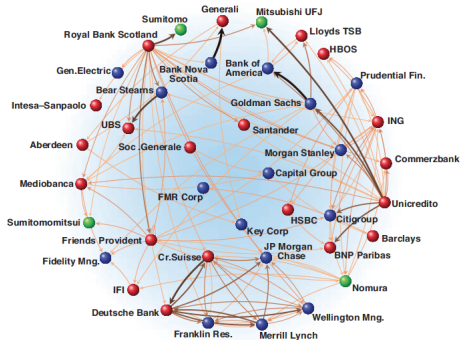 Generali
Sumitomo
Mitsubishi UFJ
Royal Bank Scotland
Lloyds TSB
HBOS
Gen.Electric
Bank Nova
Scotia
Bank of
America
Prudential Fin.
Bear Stearns
Intesa–Sanpaolo
Goldman Sachs
UBS
Santander
ING
Aberdeen
Soc.Generale
Morgan Stanley
Commerzbank
Mediobanca
Capital Group
FMR Corp
Unicredito
Sumitomomitsui
HSBC
Citigroup
Key Corp
Friends Provident
Barclays
Fidelity Mng.
Cr.Suisse
JP Morgan
Chase
BNP Paribas
IFI
Nomura
Deutsche Bank
Wellington Mng.
Franklin Res.
Merrill Lynch